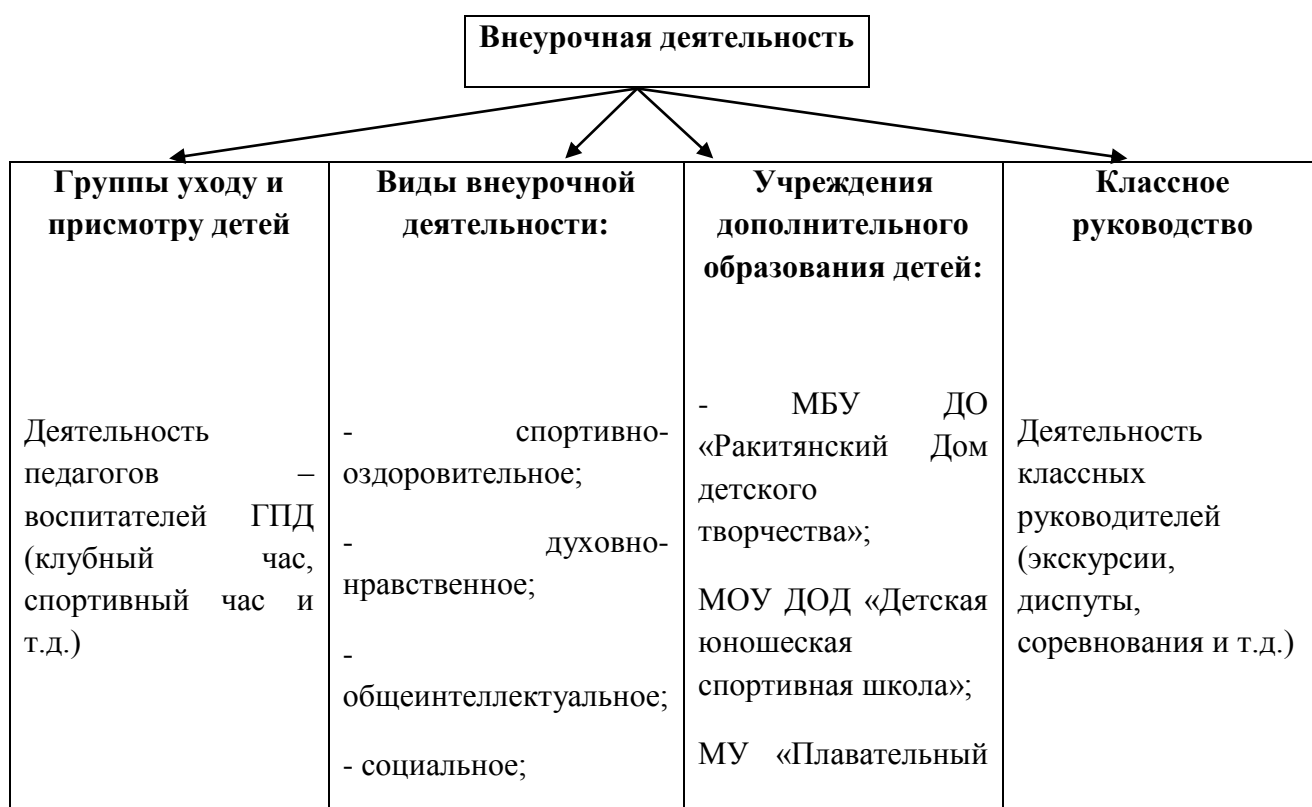 Внеурочная деятельность
Группы уходу и
присмотру детей
Деятельность
педагогов –
воспитателей ГПД
(клубный час,
спортивный час и
т.д.)
Виды внеурочной
деятельности:
- спортивно-
оздоровительное;
- духовно-
нравственное;
-
общеинтеллектуальное;
- социальное;
Учреждения
дополнительного
образования детей:
- МБУ ДО
«Ракитянский Дом
детского
творчества»;
МОУ ДОД «Детская
юношеская
спортивная школа»;
МУ «Плавательный
Классное
руководство
Деятельность
классных
руководителей
(экскурсии,
диспуты,
соревнования и т.д.)